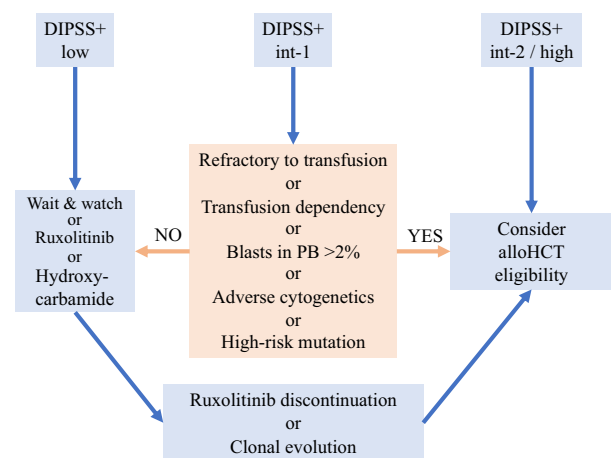 DIPSS+
low
DIPSS+
int-1
DIPSS+
int-2 / high
Refractory to transfusion
or
Transfusion dependency
or
Blasts in PB >2%
or
Adverse cytogenetics
or
High-risk mutation
NO
YES
Wait & watch
or
Ruxolitinib
or
Hydroxy-
carbamide
Consider
alloHCT
eligibility
Ruxolitinib discontinuation
or
Clonal evolution